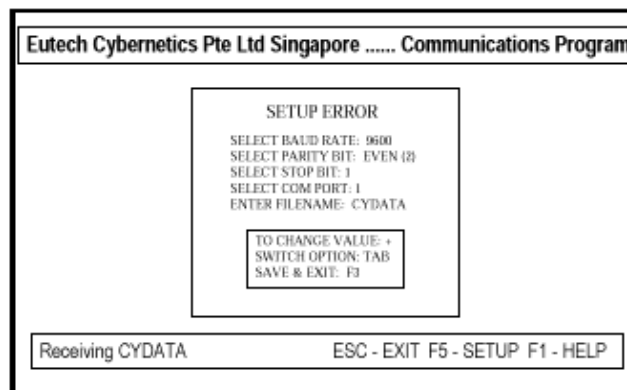 Eutech Cybernetics Pte Ltd Singapore ...... Communications Program
SETUP ERROR
SELECT BAUD RATE: 9600
SELECT PARITY BIT: EVEN {2}
SELECT STOP BIT: 1
SELECT COM PORT: 1
ENTER FILENAME: CYDATA
TO CHANGE VALUE: +
SWITCH OPTION: TAB
SAVE & EXIT: F3
Receiving CYDATA ESC - EXIT F5 - SETUP F1 - HELP